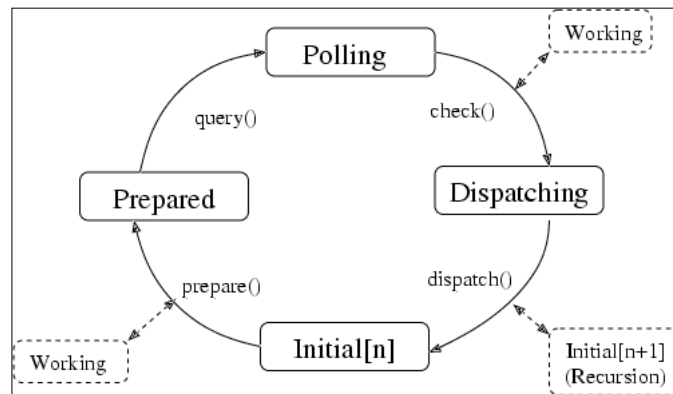 Working
Polling
query()
check()
Prepared
Dispatching
prepare()
dispatch()
Working
Initial[n]
Initial[n+1]
(Recursion)